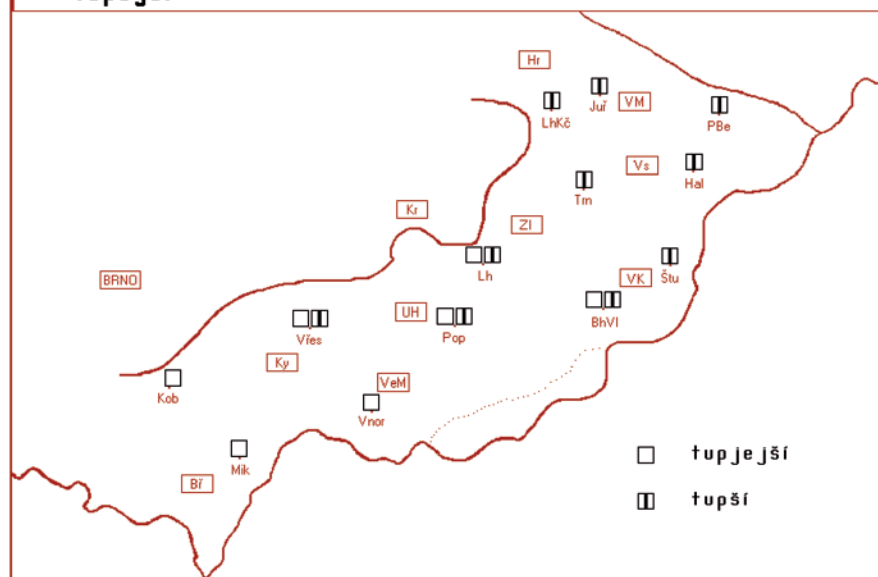 Hr
Juř
VM
LhKč
PBe
Vs
Hal
Trn
Kr
Zl
Lh
BRNO
VK
Štu
UH
BhVl
Vřes
Pop
Ky
VeM
Kob
Vnor
Mik
Bř
tupjejší
tupší